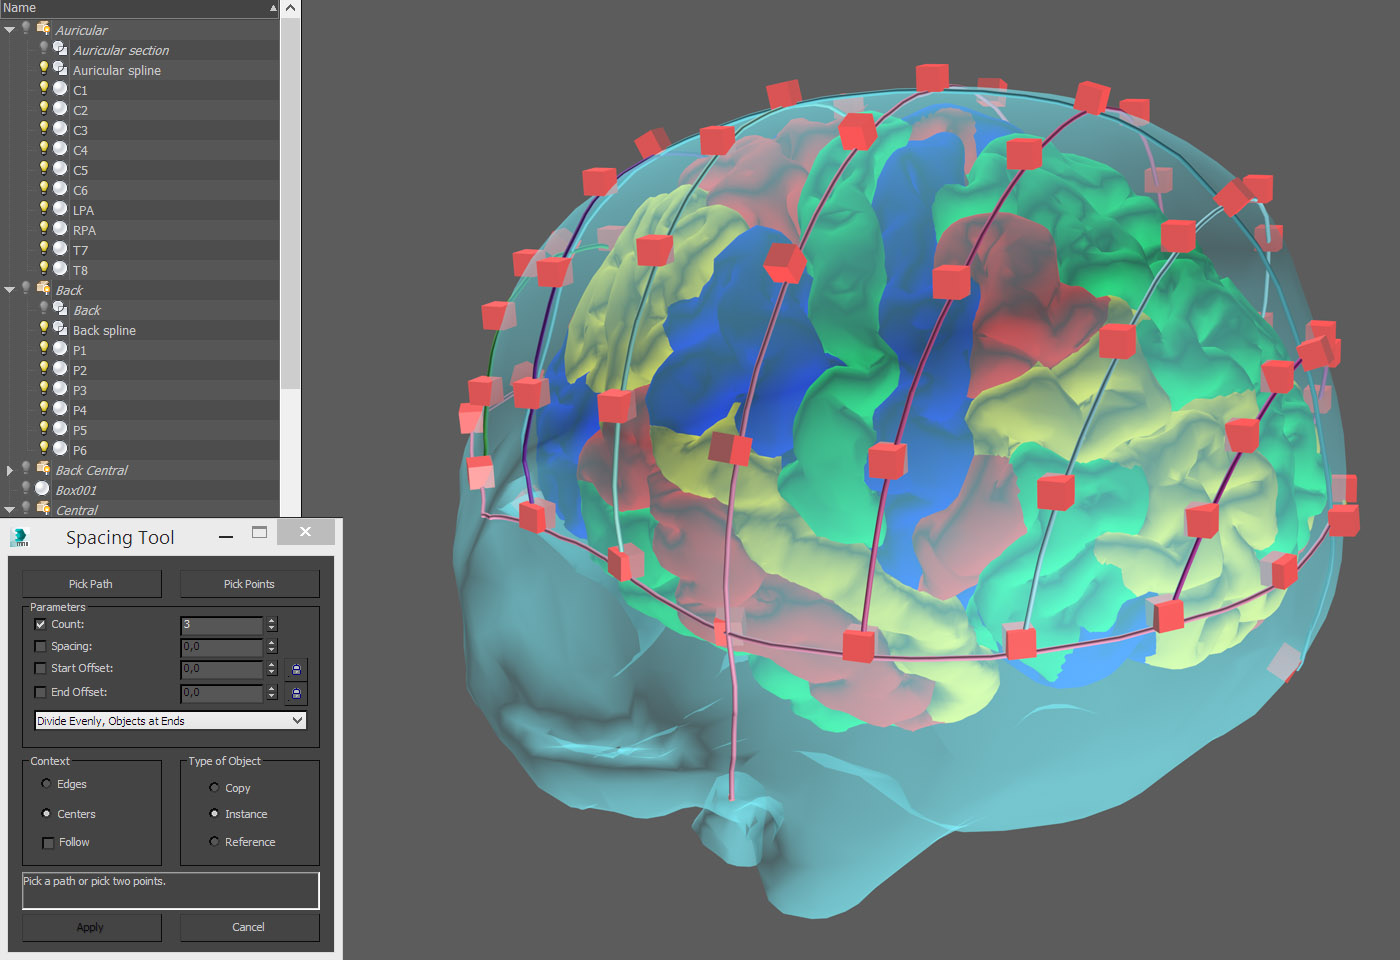 Name
Auricular
Auricular section
Auricular spline
C1
C2
C3
C4
C5
C6
LPA
RPA
T7
T8
Back
Back
Back spline
P1
P2
P3
P4
P5
P6
Back Central
Box001
Central
Spacing Tool
Pick Path
Pick Points
Parameters
Count: 3
Spacing: 0,0
Start Offset: 0,0
End Offset: 0,0
Divide Evenly, Objects at Ends
Context
Edges
Centers
Follow
Type of Object
Copy
Instance
Reference
Pick a path or pick two points.
Apply
Cancel